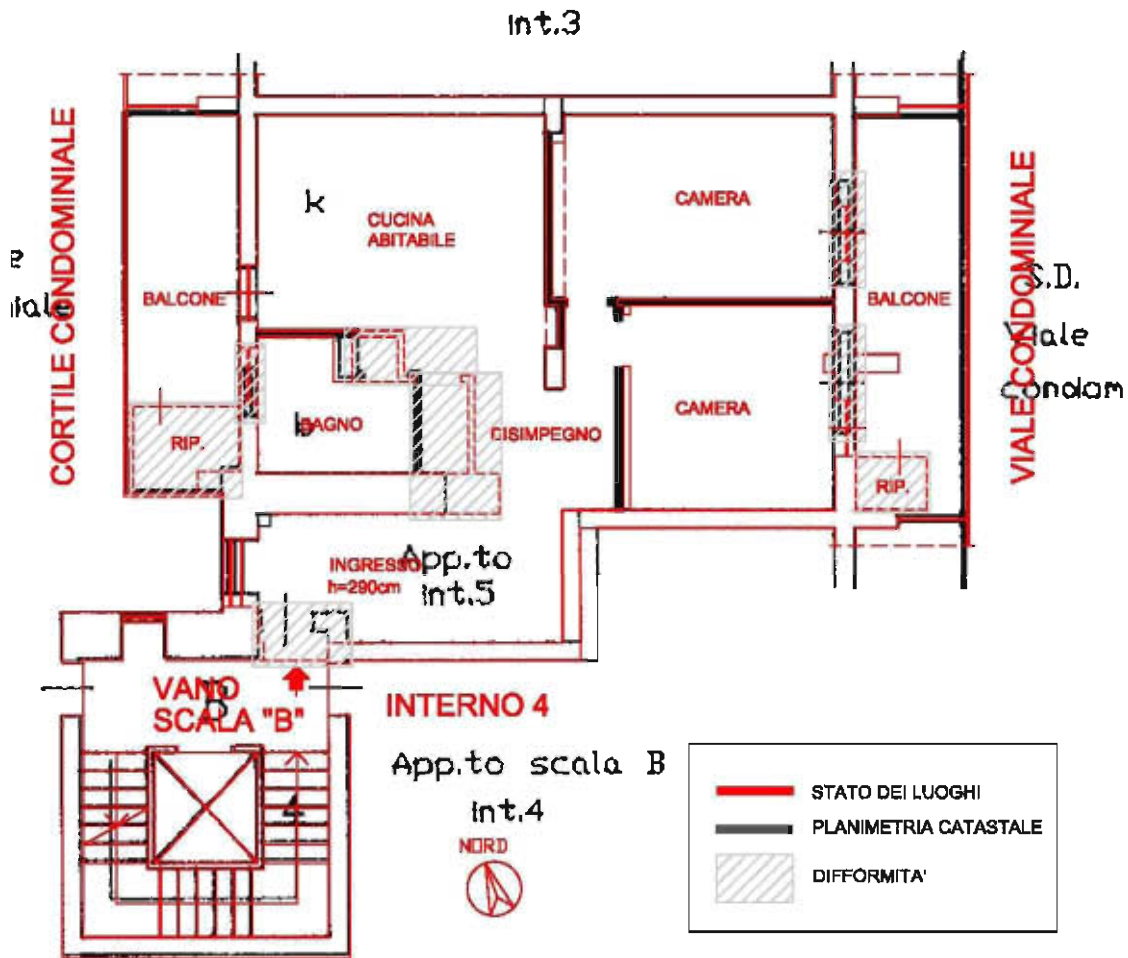 int.3
CORTILE CONDOMINIALE
k
CUCINA
ABITABILE
CAMERA
BALCONE
BALCONE
S.D.
Viale
condom
VIALE CONDOMINIALE
niale
b
BAGNO
RIP.
DISIMPEGNO
CAMERA
RIP.
INGRESSO
h=290cm
App.to
int.5
VANO
SCALA "B"
INTERNO 4
App.to scala B
int.4
NORD
STATO DEI LUOGHI
PLANIMETRIA CATASTALE
DIFFORMITA'